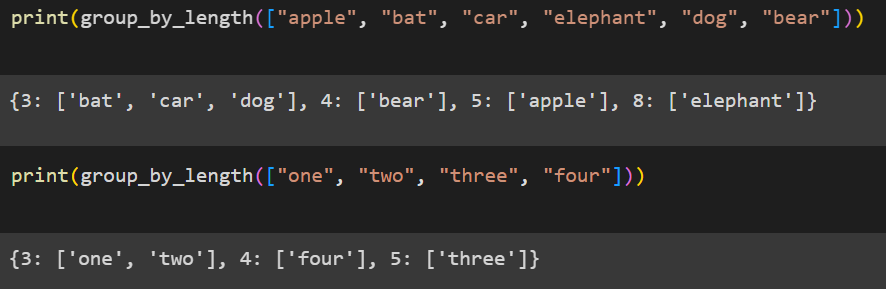 print(group_by_length(["apple", "bat", "car", "elephant", "dog", "bear"]))
{3: ['bat', 'car', 'dog'], 4: ['bear'], 5: ['apple'], 8: ['elephant']}
print(group_by_length(["one", "two", "three", "four"]))
{3: ['one', 'two'], 4: ['four'], 5: ['three']}